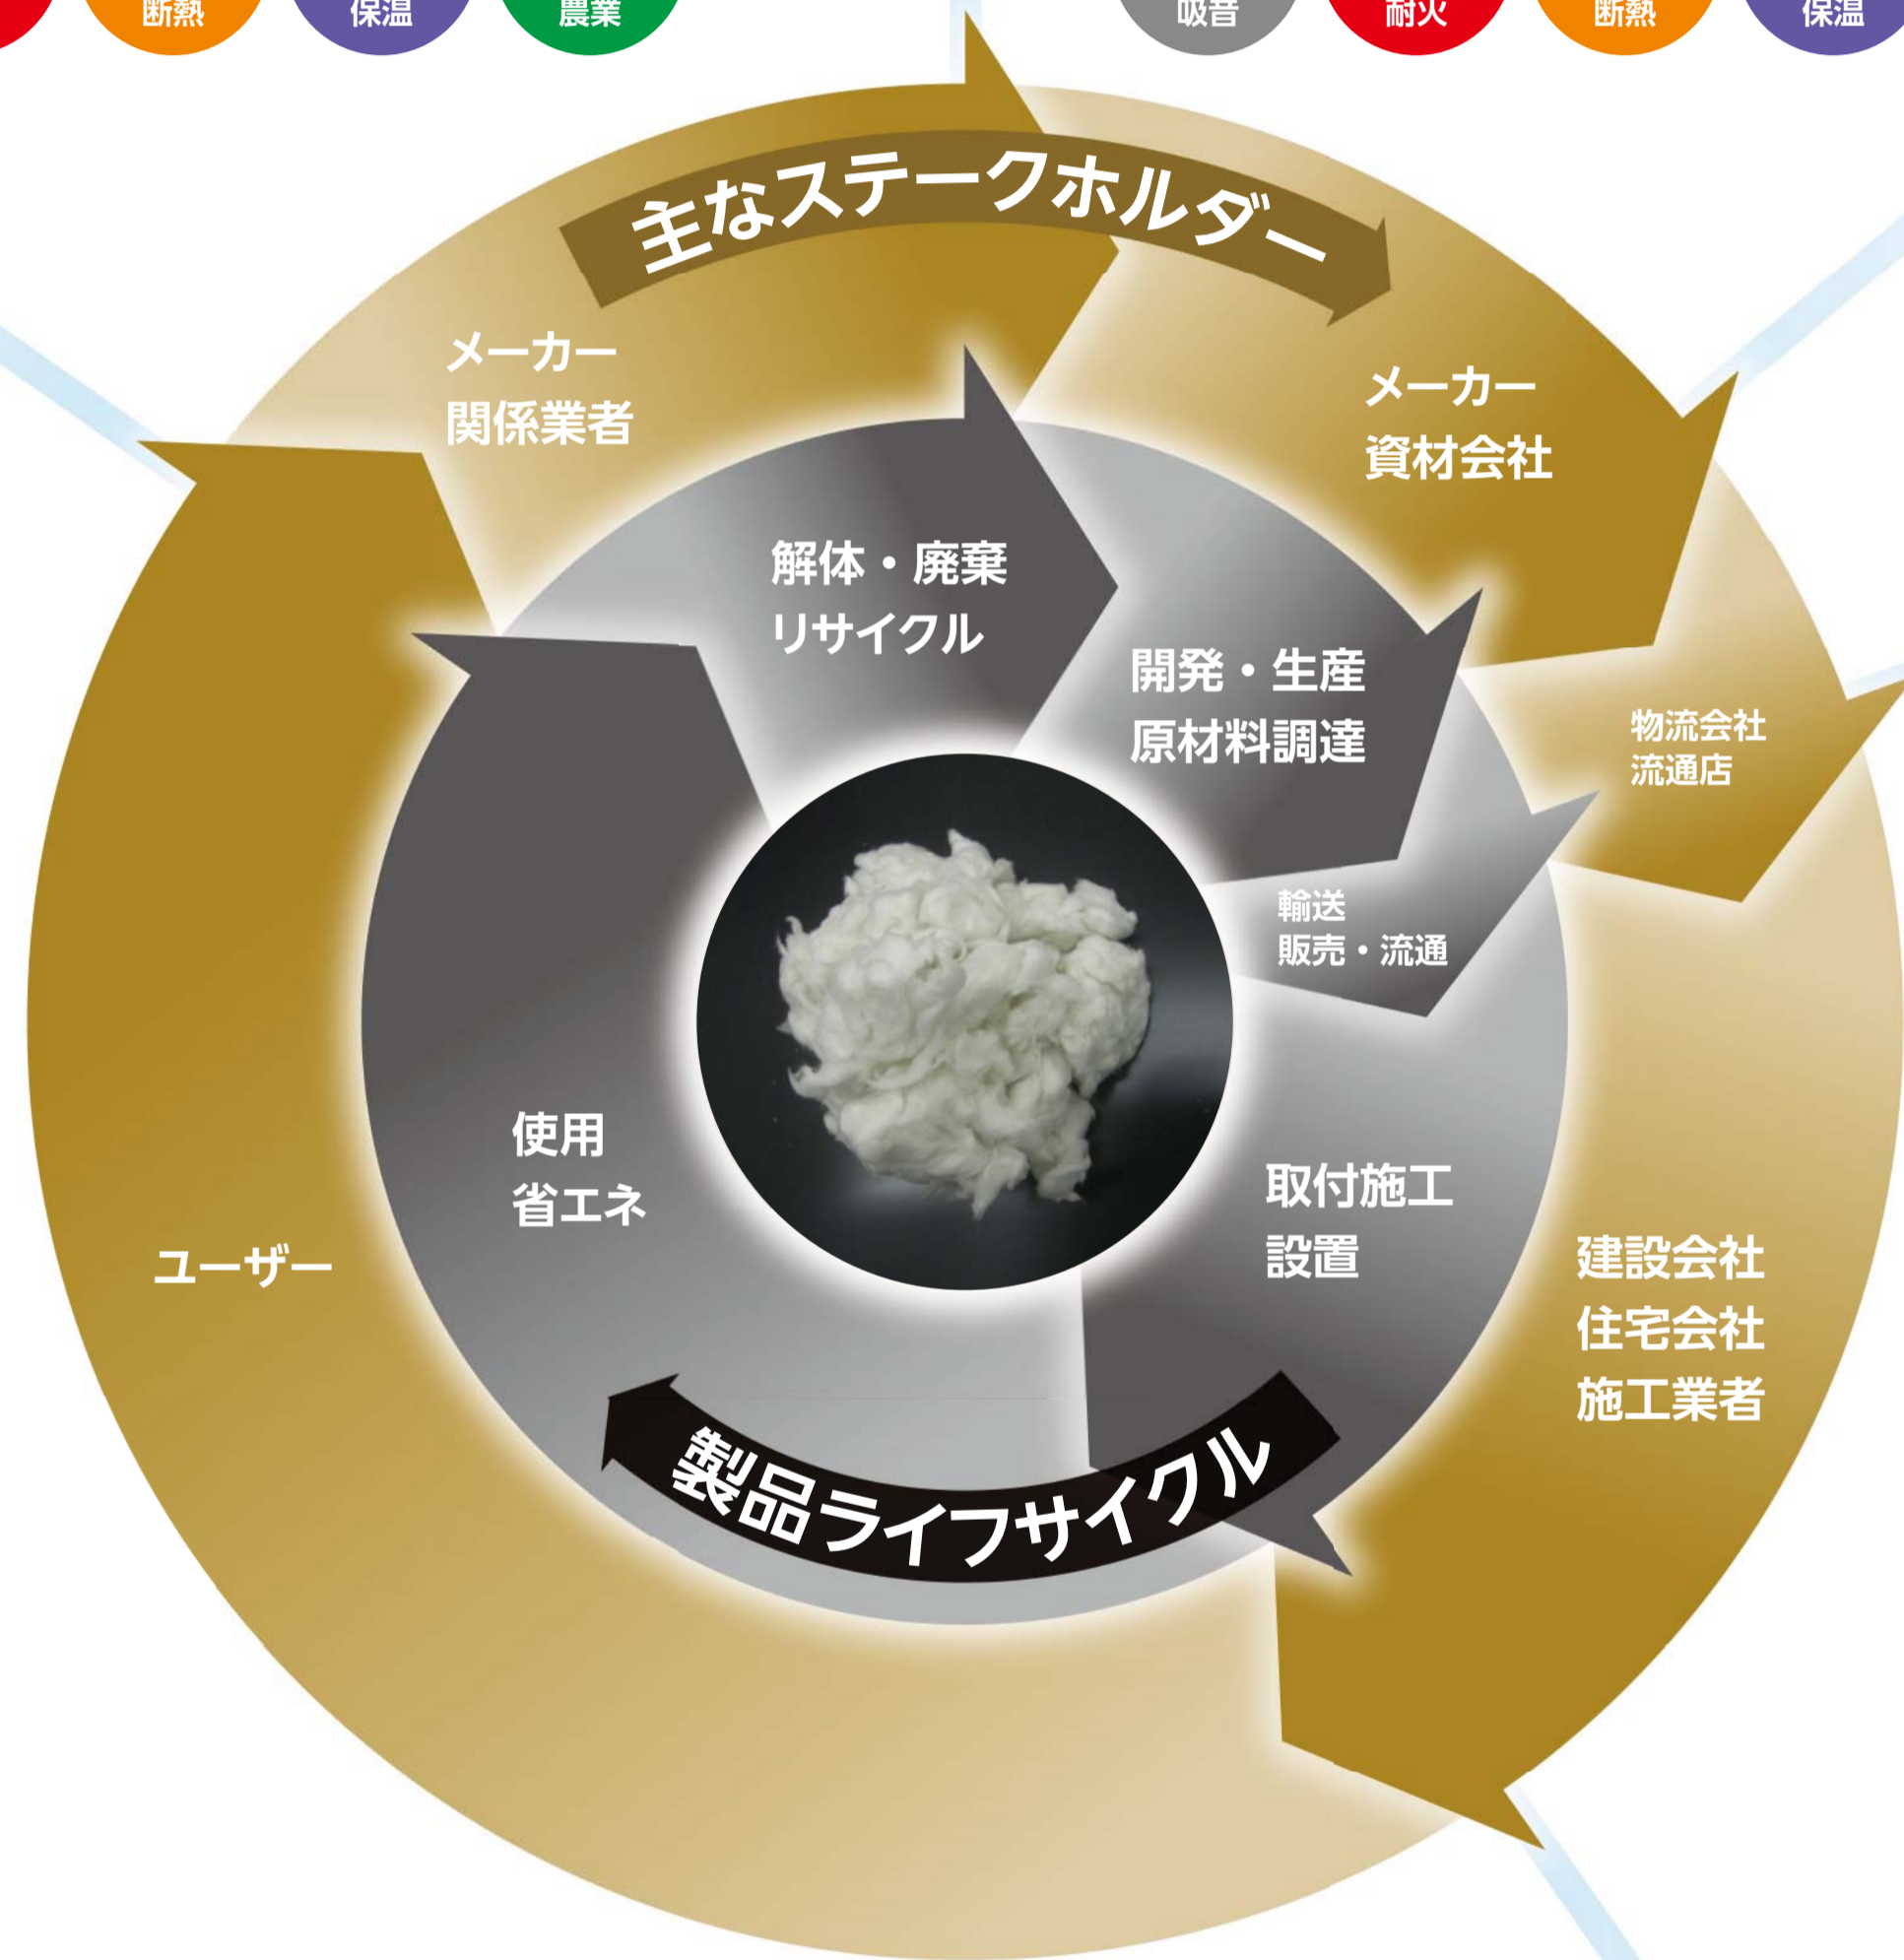 断熱
保温
農業
吸音
耐火
断熱
保温
主なステークホルダー
メーカー
関係業者
メーカー
資材会社
解体・廃棄
リサイクル
開発・生産
原材料調達
物流会社
流通店
輸送
販売・流通
使用
省エネ
取付施工
設置
ユーザー
建設会社
住宅会社
施工業者
製品ライフサイクル